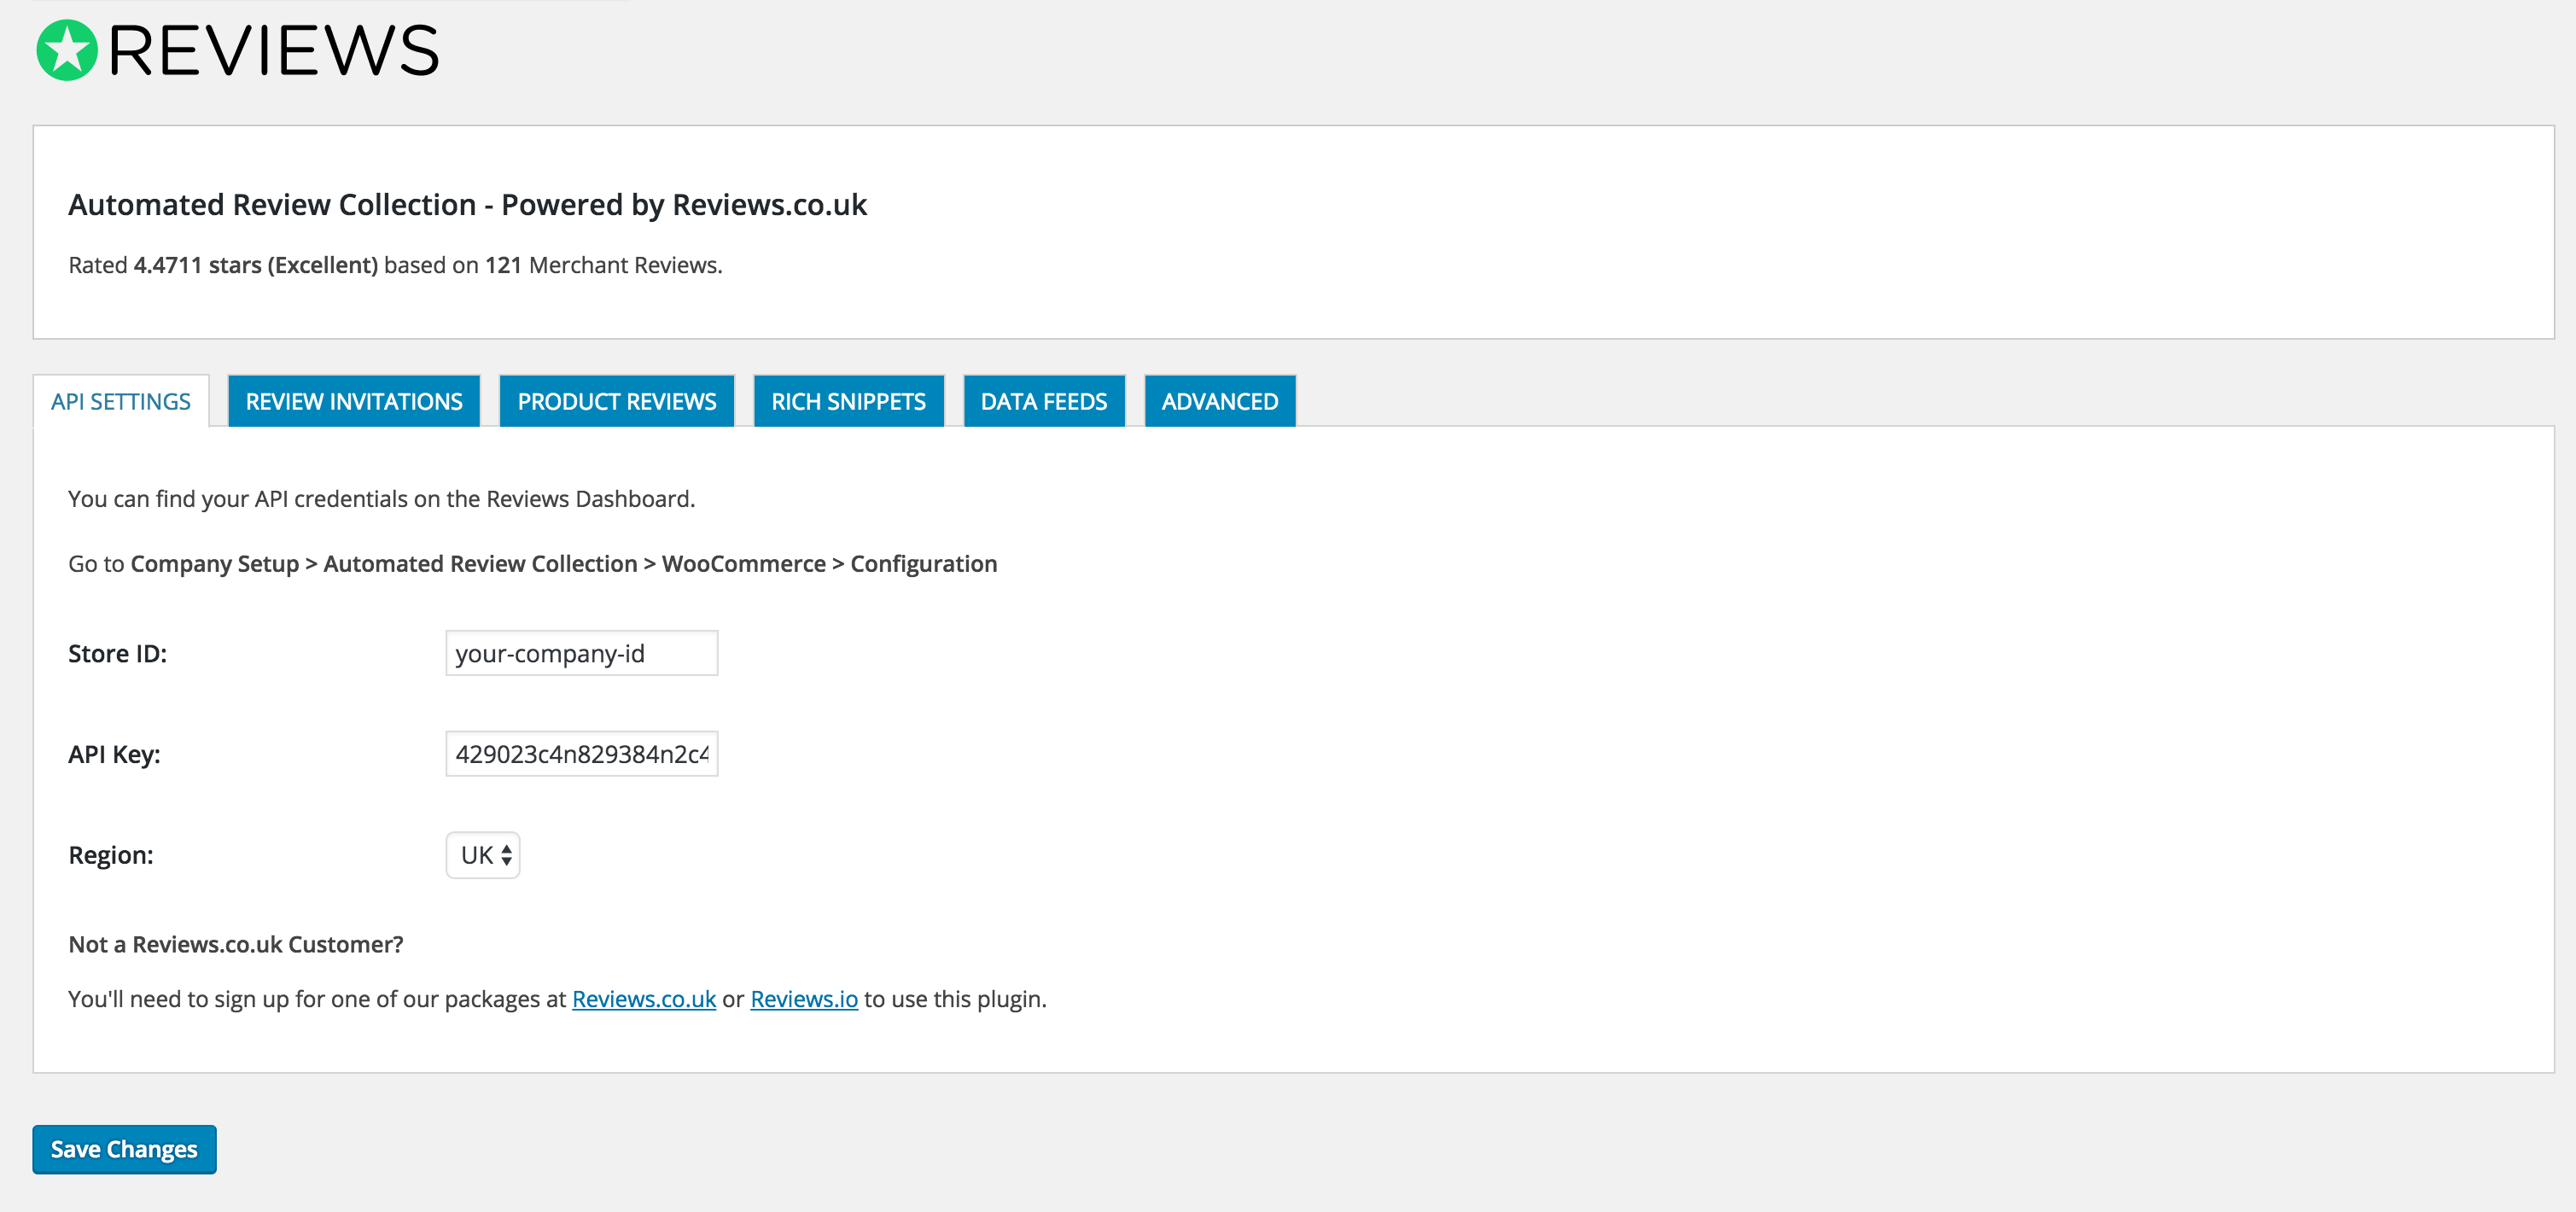 REVIEWS
Automated Review Collection - Powered by Reviews.co.uk
Rated 4.4711 stars (Excellent) based on 121 Merchant Reviews.
API SETTINGS REVIEW INVITATIONS PRODUCT REVIEWS RICH SNIPPETS DATA FEEDS ADVANCED
You can find your API credentials on the Reviews Dashboard.
Go to Company Setup > Automated Review Collection > WooCommerce > Configuration
Store ID: your-company-id
API Key: 429023c4n829384n2c4
Region: UK
Not a Reviews.co.uk Customer?
You'll need to sign up for one of our packages at Reviews.co.uk or Reviews.io to use this plugin.
Save Changes